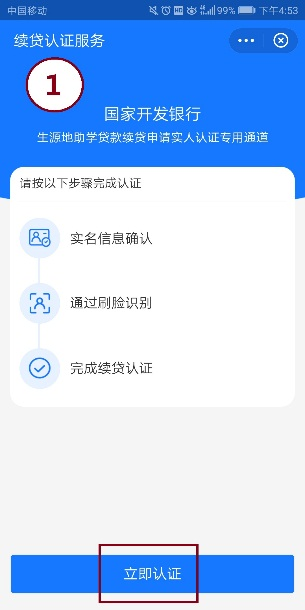 中国移动 HD 4G 99% 下午4:53
续贷认证服务
1
国家开发银行
生源地助学贷款续贷申请实人认证专用通道
请按以下步骤完成认证
实名信息确认
通过刷脸识别
完成续贷认证
立即认证